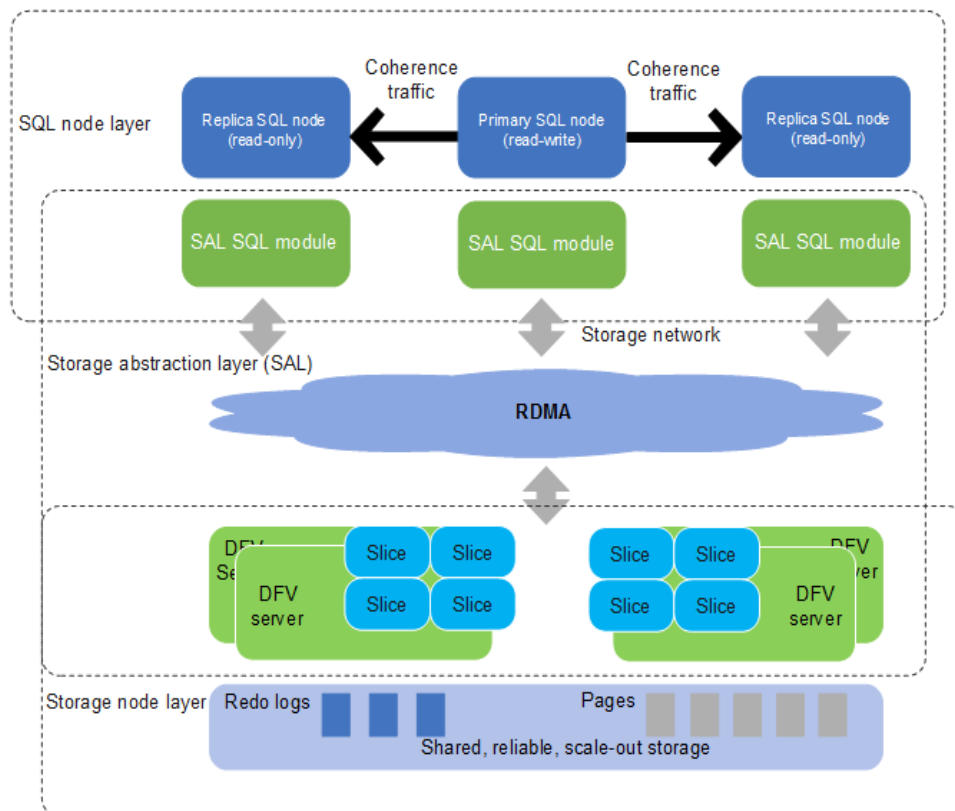 Coherence
traffic
Coherence
traffic
SQL node layer
Replica SQL node
(read-only)
Primary SQL node
(read-write)
Replica SQL node
(read-only)
SAL SQL module
SAL SQL module
SAL SQL module
Storage network
Storage abstraction layer (SAL)
RDMA
DFV
server
Slice
Slice
Slice
Slice
Slice
Slice
Slice
Slice
DFV
server
Storage node layer
Redo logs
Pages
Shared, reliable, scale-out storage